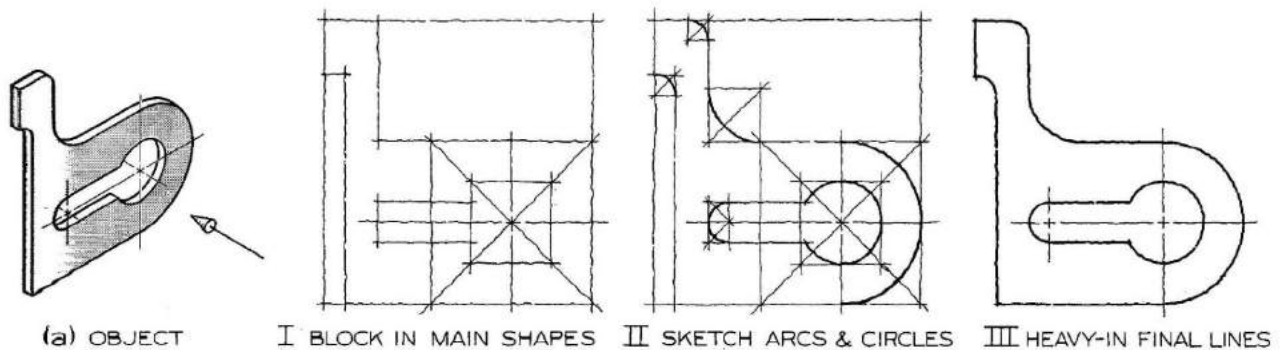 (a) OBJECT
I BLOCK IN MAIN SHAPES
II SKETCH ARCS & CIRCLES
III HEAVY-IN FINAL LINES